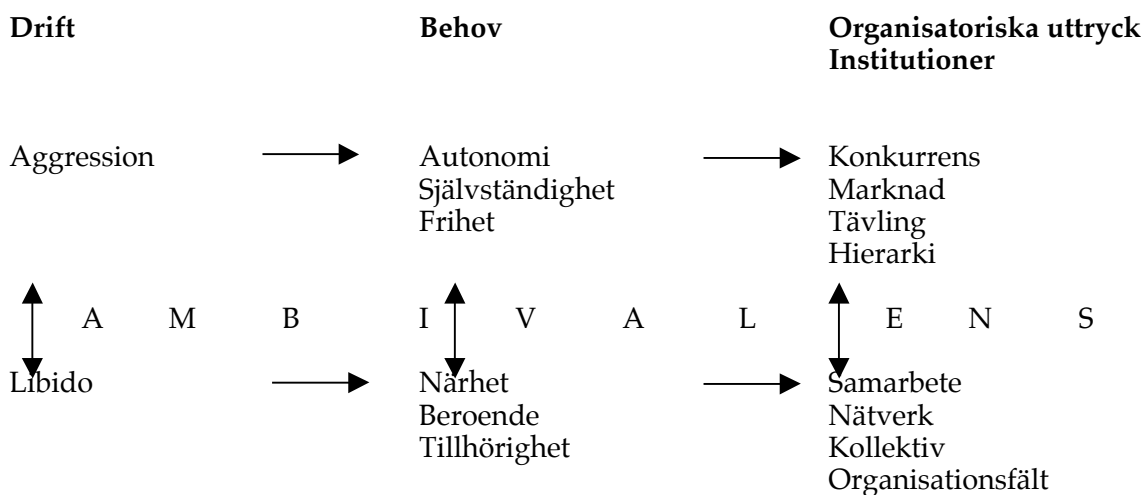 Drift Behov Organisatoriska uttryck
Institutioner
Aggression Autonomi Konkurrens
Självständighet Marknad
Frihet Tävling
Hierarki
A M B I V A L E N S
Libido Närhet Samarbete
Beroende Nätverk
Tillhörighet Kollektiv
Organisationsfält